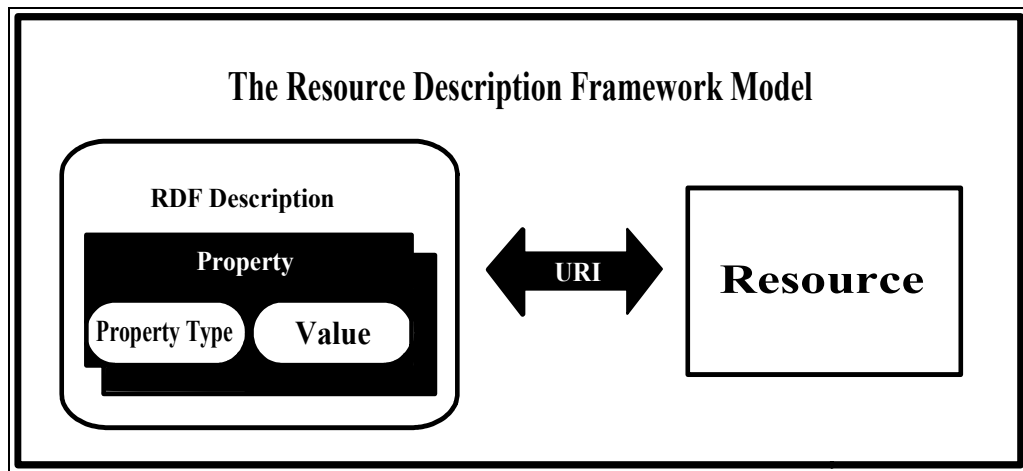 The Resource Description Framework Model
RDF Description
Property
Property Type
Value
URI
Resource